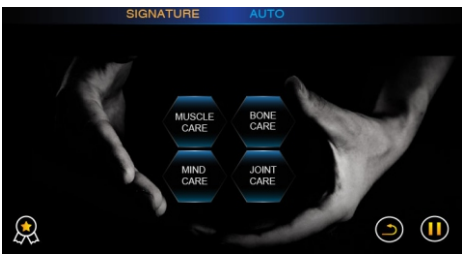 SIGNATURE AUTO
MUSCLE CARE
BONE CARE
MIND CARE
JOINT CARE